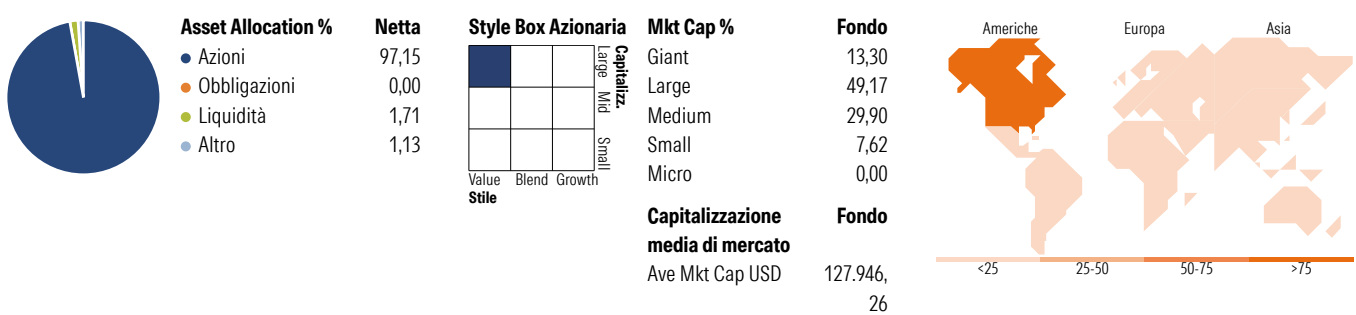 Asset Allocation % Netta
Azioni 97,15
Obbligazioni 0,00
Liquidità 1,71
Altro 1,13
Style Box Azionaria
Capitalizz.
Large Mid Small
Value Blend Growth
Stile
Mkt Cap % Fondo
Giant 13,30
Large 49,17
Medium 29,90
Small 7,62
Micro 0,00
Capitalizzazione Fondo
media di mercato
Ave Mkt Cap USD 127.946,
26
Americhe Europa Asia
<25 25-50 50-75 >75